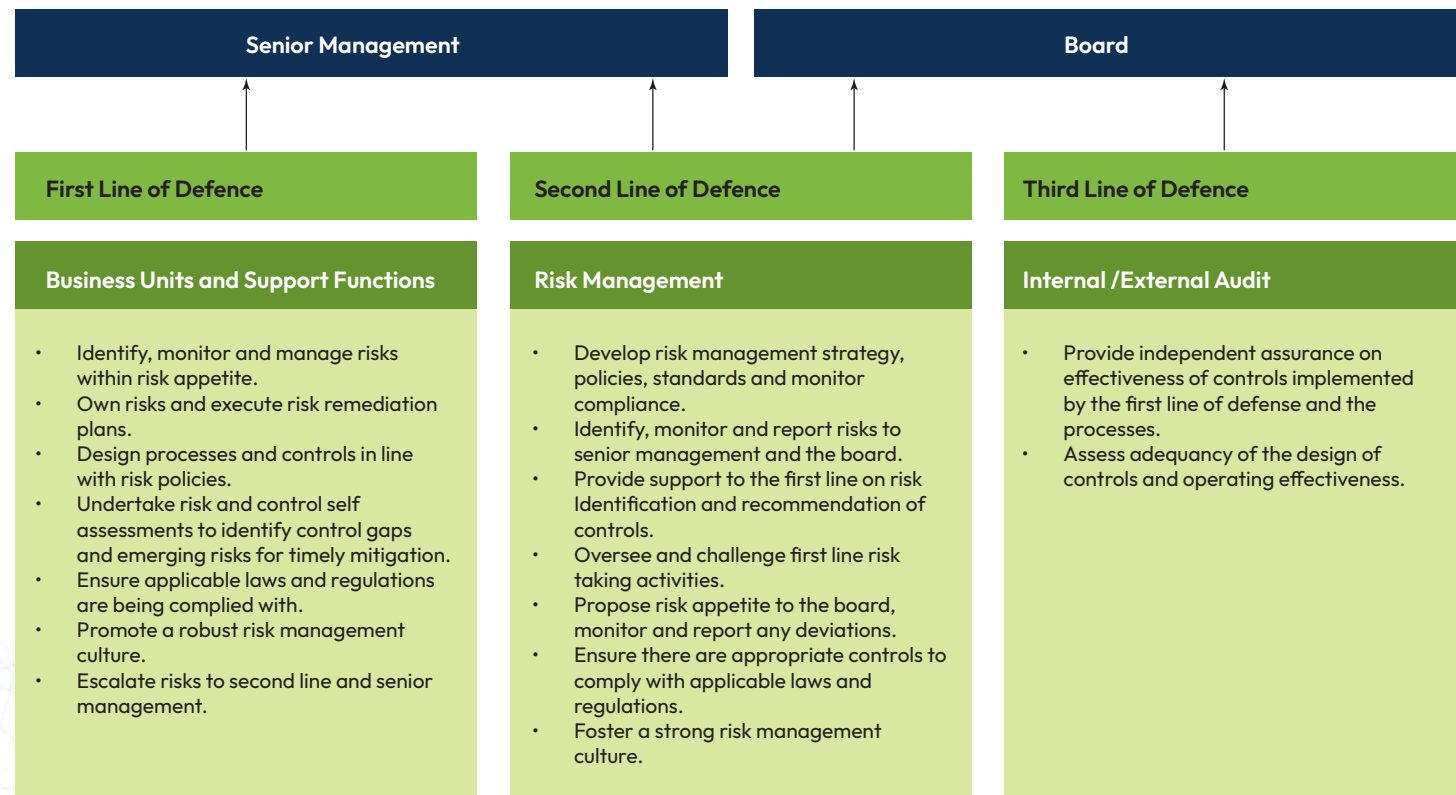 Senior Management
Board
First Line of Defence
Second Line of Defence
Third Line of Defence
Business Units and Support Functions
• Identify, monitor and manage risks
within risk appetite.
• Own risks and execute risk remediation
plans.
• Design processes and controls in line
with risk policies.
• Undertake risk and control self
assessments to identify control gaps
and emerging risks for timely mitigation.
• Ensure applicable laws and regulations
are being complied with.
• Promote a robust risk management
culture.
• Escalate risks to second line and senior
management.
Risk Management
• Develop risk management strategy,
policies, standards and monitor
compliance.
• Identify, monitor and report risks to
senior management and the board.
• Provide support to the first line on risk
Identification and recommendation of
controls.
• Oversee and challenge first line risk
taking activities.
• Propose risk appetite to the board,
monitor and report any deviations.
• Ensure there are appropriate controls to
comply with applicable laws and
regulations.
• Foster a strong risk management
culture.
Internal /External Audit
• Provide independent assurance on
effectiveness of controls implemented
by the first line of defense and the
processes.
• Assess adequancy of the design of
controls and operating effectiveness.